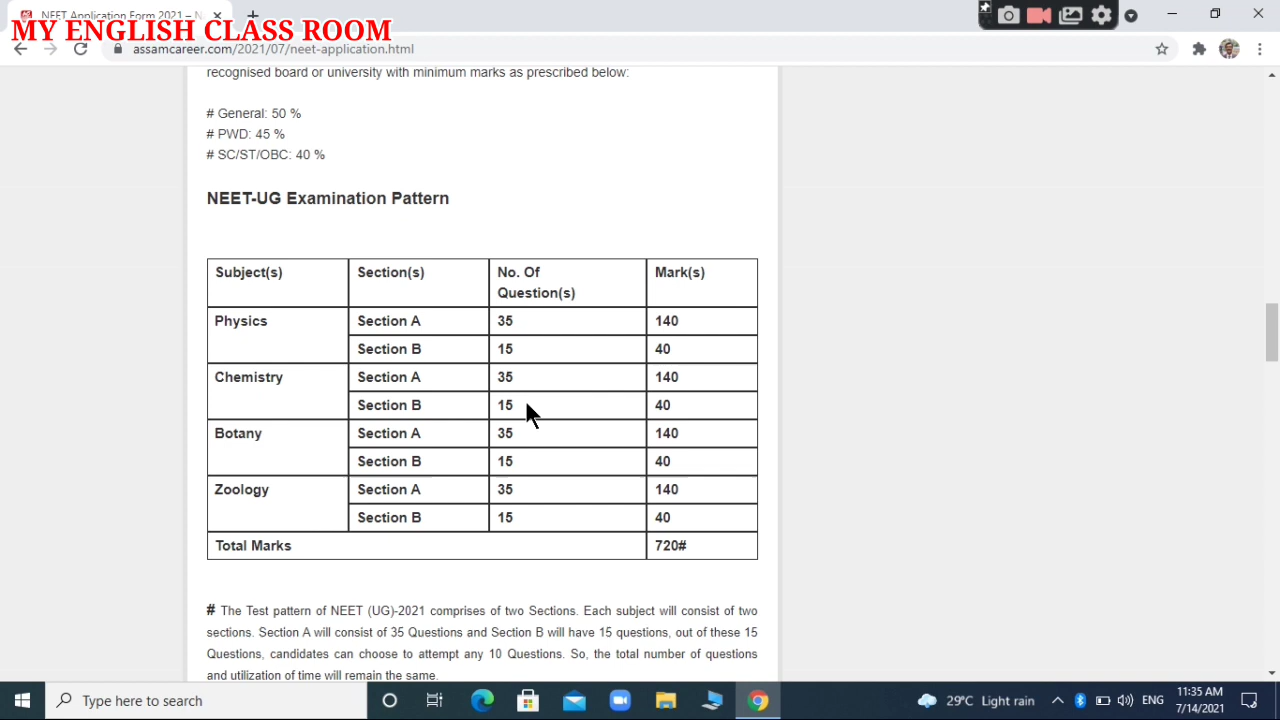 NEET Application Form 2021 – N
MY ENGLISH CLASS ROOM
assamcareer.com/2021/07/neet-application.html
recognised board or university with minimum marks as prescribed below:
# General: 50 %
# PWD: 45 %
# SC/ST/OBC: 40 %
NEET-UG Examination Pattern
Subject(s) Section(s) No. Of Question(s) Mark(s)
Physics Section A 35 140
Section B 15 40
Chemistry Section A 35 140
Section B 15 40
Botany Section A 35 140
Section B 15 40
Zoology Section A 35 140
Section B 15 40
Total Marks 720#
# The Test pattern of NEET (UG)-2021 comprises of two Sections. Each subject will consist of two
sections. Section A will consist of 35 Questions and Section B will have 15 questions, out of these 15
Questions, candidates can choose to attempt any 10 Questions. So, the total number of questions
and utilization of time will remain the same.
Type here to search
29°C Light rain
ENG
11:35 AM
7/14/2021